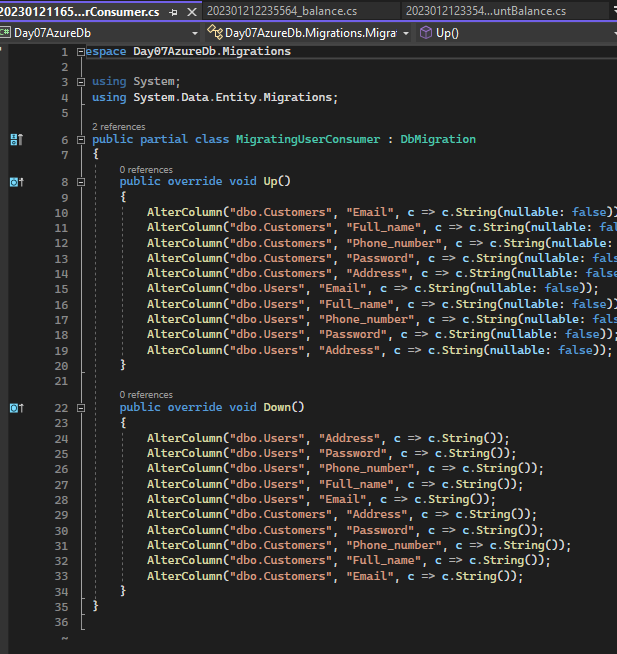 20230121165...rConsumer.cs 202301212235564_balance.cs 2023012123354...untBalance.cs
Day07AzureDb Day07AzureDb.Migrations.Migrat Up()
1 espace Day07AzureDb.Migrations
2
3 using System;
4 using System.Data.Entity.Migrations;
5
2 references
6 public partial class MigratingUserConsumer : DbMigration
7 {
0 references
8 public override void Up()
9 {
10 AlterColumn("dbo.Customers", "Email", c => c.String(nullable: false))
11 AlterColumn("dbo.Customers", "Full_name", c => c.String(nullable: fal
12 AlterColumn("dbo.Customers", "Phone_number", c => c.String(nullable:
13 AlterColumn("dbo.Customers", "Password", c => c.String(nullable: fals
14 AlterColumn("dbo.Customers", "Address", c => c.String(nullable: false
15 AlterColumn("dbo.Users", "Email", c => c.String(nullable: false));
16 AlterColumn("dbo.Users", "Full_name", c => c.String(nullable: false))
17 AlterColumn("dbo.Users", "Phone_number", c => c.String(nullable: fals
18 AlterColumn("dbo.Users", "Password", c => c.String(nullable: false));
19 AlterColumn("dbo.Users", "Address", c => c.String(nullable: false));
20 }
21
0 references
22 public override void Down()
23 {
24 AlterColumn("dbo.Users", "Address", c => c.String());
25 AlterColumn("dbo.Users", "Password", c => c.String());
26 AlterColumn("dbo.Users", "Phone_number", c => c.String());
27 AlterColumn("dbo.Users", "Full_name", c => c.String());
28 AlterColumn("dbo.Users", "Email", c => c.String());
29 AlterColumn("dbo.Customers", "Address", c => c.String());
30 AlterColumn("dbo.Customers", "Password", c => c.String());
31 AlterColumn("dbo.Customers", "Phone_number", c => c.String());
32 AlterColumn("dbo.Customers", "Full_name", c => c.String());
33 AlterColumn("dbo.Customers", "Email", c => c.String());
34 }
35 }
36
~